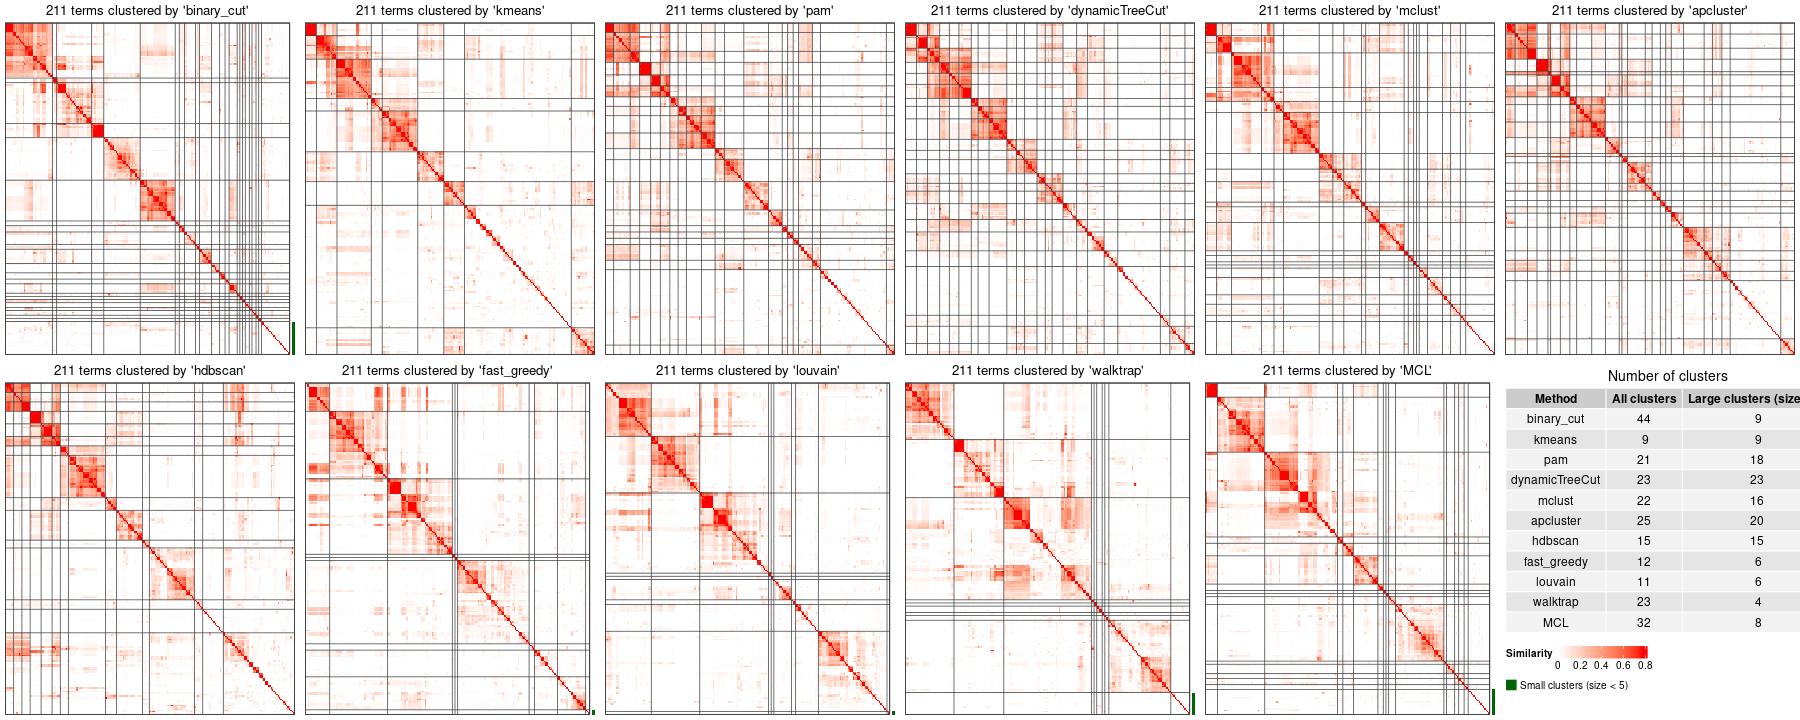 211 terms clustered by 'binary_cut'
211 terms clustered by 'kmeans'
211 terms clustered by 'pam'
211 terms clustered by 'dynamicTreeCut'
211 terms clustered by 'mclust'
211 terms clustered by 'apcluster'
211 terms clustered by 'hdbscan'
211 terms clustered by 'fast_greedy'
211 terms clustered by 'louvain'
211 terms clustered by 'walktrap'
211 terms clustered by 'MCL'
Number of clusters
Method All clusters Large clusters (size
binary_cut 44 9
kmeans 9 9
pam 21 18
dynamicTreeCut 23 23
mclust 22 16
apcluster 25 20
hdbscan 15 15
fast_greedy 12 6
louvain 11 6
walktrap 23 4
MCL 32 8
Similarity
0 0.2 0.4 0.6 0.8
Small clusters (size < 5)